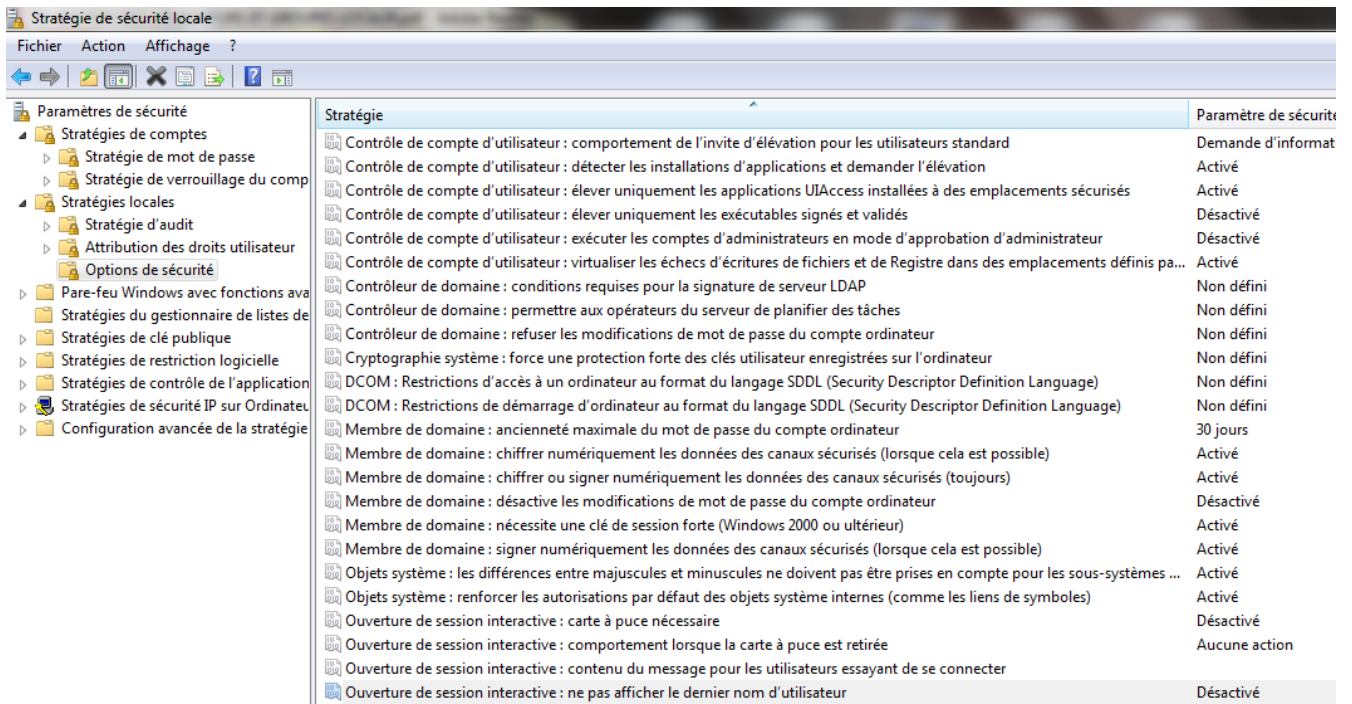 Stratégie de sécurité locale
Fichier Action Affichage ?
Paramètres de sécurité
Stratégies de comptes
Stratégie de mot de passe
Stratégie de verrouillage du comp
Stratégies locales
Stratégie d'audit
Attribution des droits utilisateur
Options de sécurité
Pare-feu Windows avec fonctions ava
Stratégies du gestionnaire de listes de
Stratégies de clé publique
Stratégies de restriction logicielle
Stratégies de contrôle de l'application
Stratégies de sécurité IP sur Ordinateu
Configuration avancée de la stratégie
Stratégie Paramètre de sécurité
Contrôle de compte d'utilisateur : comportement de l'invite d'élévation pour les utilisateurs standard Demande d'informat
Contrôle de compte d'utilisateur : détecter les installations d'applications et demander l'élévation Activé
Contrôle de compte d'utilisateur : élever uniquement les applications UIAccess installées à des emplacements sécurisés Activé
Contrôle de compte d'utilisateur : élever uniquement les exécutables signés et validés Désactivé
Contrôle de compte d'utilisateur : exécuter les comptes d'administrateurs en mode d'approbation d'administrateur Désactivé
Contrôle de compte d'utilisateur : virtualiser les échecs d'écritures de fichiers et de Registre dans des emplacements définis pa... Activé
Contrôleur de domaine : conditions requises pour la signature de serveur LDAP Non défini
Contrôleur de domaine : permettre aux opérateurs du serveur de planifier des tâches Non défini
Contrôleur de domaine : refuser les modifications de mot de passe du compte ordinateur Non défini
Cryptographie système : force une protection forte des clés utilisateur enregistrées sur l'ordinateur Non défini
DCOM : Restrictions d'accès à un ordinateur au format du langage SDDL (Security Descriptor Definition Language) Non défini
DCOM : Restrictions de démarrage d'ordinateur au format du langage SDDL (Security Descriptor Definition Language) Non défini
Membre de domaine : ancienneté maximale du mot de passe du compte ordinateur 30 jours
Membre de domaine : chiffrer numériquement les données des canaux sécurisés (lorsque cela est possible) Activé
Membre de domaine : chiffrer ou signer numériquement les données des canaux sécurisés (toujours) Activé
Membre de domaine : désactive les modifications de mot de passe du compte ordinateur Désactivé
Membre de domaine : nécessite une clé de session forte (Windows 2000 ou ultérieur) Activé
Membre de domaine : signer numériquement les données des canaux sécurisés (lorsque cela est possible) Activé
Objets système : les différences entre majuscules et minuscules ne doivent pas être prises en compte pour les sous-systèmes ... Activé
Objets système : renforcer les autorisations par défaut des objets système internes (comme les liens de symboles) Activé
Ouverture de session interactive : carte à puce nécessaire Désactivé
Ouverture de session interactive : comportement lorsque la carte à puce est retirée Aucune action
Ouverture de session interactive : contenu du message pour les utilisateurs essayant de se connecter
Ouverture de session interactive : ne pas afficher le dernier nom d'utilisateur Désactivé